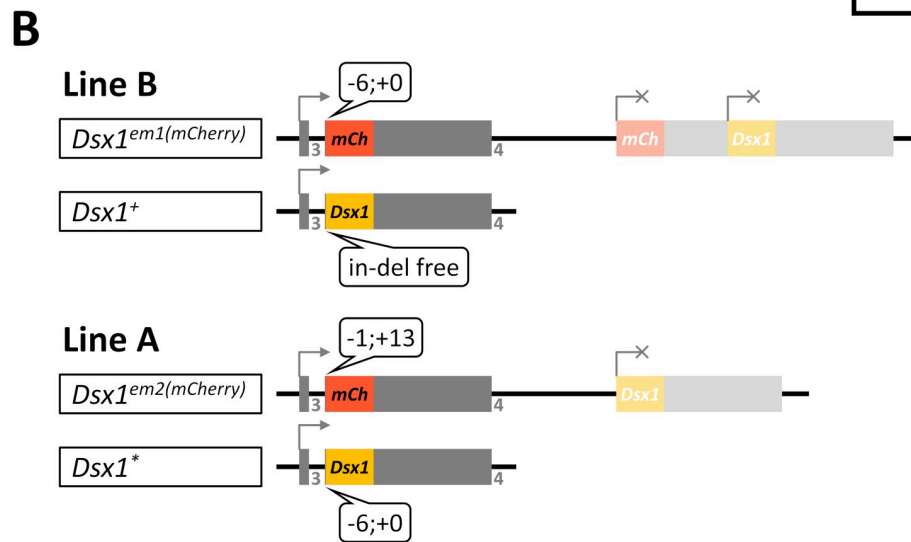 B
Line B
-6;+0
Dsx1em1(mCherry)
3 mCh 4 mCh Dsx1
Dsx1+
3 Dsx1 4
in-del free
Line A
-1;+13
Dsx1em2(mCherry)
3 mCh 4 Dsx1
Dsx1*
3 Dsx1 4
-6;+0